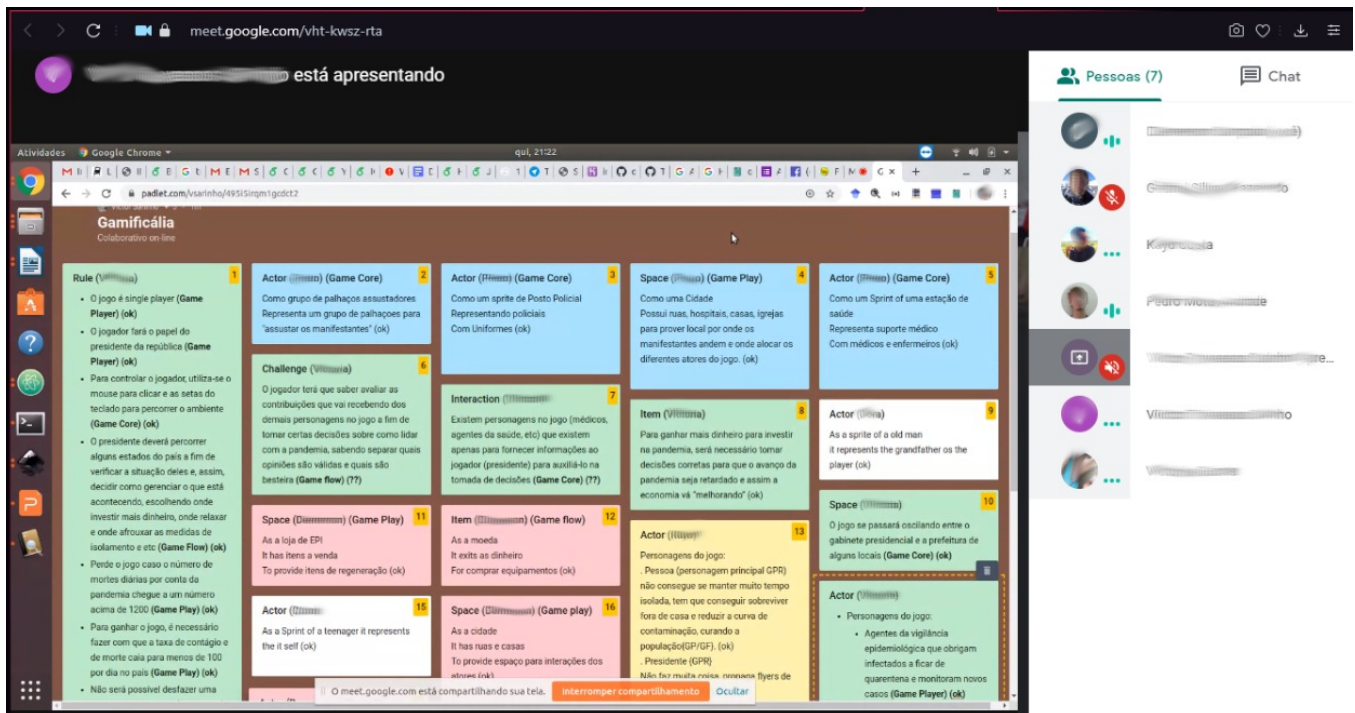 meet.google.com/vht-kwsz-rta
está apresentando
Pessoas (7)
Chat
Atividades
Google Chrome
qui, 21:22
padlet.com/vsarinho/
Gamificália
Colaborativo on-line
Rule
1
O jogo é single player (Game
Player) (ok)
O jogador fará o papel do
presidente da república (Game
Player) (ok)
Para controlar o jogador, utiliza-se o
mouse para clicar e as setas do
teclado para percorrer o ambiente
(Game Core) (ok)
O presidente deverá percorrer
alguns estados do país a fim de
verificar a situação deles e, assim,
decidir como gerenciar o que está
acontecendo, escolhendo onde
investir mais dinheiro, onde relaxar
e onde afrouxar as medidas de
isolamento e etc (Game Flow) (ok)
Perde o jogo caso o número de
mortes diárias por conta da
pandemia chegue a um número
acima de 1200 (Game Play) (ok)
Para ganhar o jogo, é necessário
fazer com que a taxa de contágio e
de morte caia para menos de 100
por dia no país (Game Play) (ok)
Não será possível desfazer uma
Actor (Game Core)
2
Como grupo de palhaços assustadores
Representa um grupo de palhaçoes para
"assustar os manifestantes" (ok)
Actor (Game Core)
3
Como um sprite de Posto Policial
Representando policiais
Com Uniformes (ok)
Space (Game Play)
4
Como uma Cidade
Possui ruas, hospitais, casas, igrejas
para prover local por onde os
manifestantes andem e onde alocar os
diferentes atores do jogo. (ok)
Actor (Game Core)
5
Como um Sprint of uma estação de
saúde
Representa suporte médico
Com médicos e enfermeiros (ok)
Challenge
6
O jogador terá que saber avaliar as
contribuições que vai recebendo dos
demais personagens no jogo a fim de
tomar certas decisões sobre como lidar
com a pandemia, sabendo separar quais
opiniões são válidas e quais são
besteira (Game flow) (??)
Interaction
7
Existem personagens no jogo (médicos,
agentes da saúde, etc) que existem
apenas para fornecer informações ao
jogador (presidente) para auxiliá-lo na
tomada de decisões (Game Core) (??)
Item
8
Para ganhar mais dinheiro para investir
na pandemia, será necessário tomar
decisões corretas para que o avanço da
pandemia seja retardado e assim a
economia vá "melhorando" (ok)
Actor
9
As a sprite of a old man
it represents the grandfather os the
player (ok)
Space
10
O jogo se passará oscilando entre o
gabinete presidencial e a prefeitura de
alguns locais (Game Core) (ok)
Space (Game Play)
11
As a loja de EPI
It has itens a venda
To provide itens de regeneração (ok)
Item (Game flow)
12
As a moeda
It exits as dinheiro
For comprar equipamentos (ok)
Actor
13
Personagens do jogo:
. Pessoa (personagem principal GPR)
não consegue se manter muito tempo
isolada, tem que conseguir sobreviver
fora de casa e reduzir a curva de
contaminação, curando a
população(GP/GF). (ok)
. Presidente (GPR)
Não faz muita coisa, propaga flyers de
Actor
Personagens do jogo:
Agentes da vigilância
epidemiológica que obrigam
infectados a ficar de
quarentena e monitoram novos
casos (Game Player) (ok)
Actor
15
As a Sprint of a teenager it represents
the it self (ok)
Space (Game play)
16
As a cidade
It has ruas e casas
To provide espaço para interações dos
atores (ok)
O meet.google.com está compartilhando sua tela.
Interromper compartilhamento
Ocultar